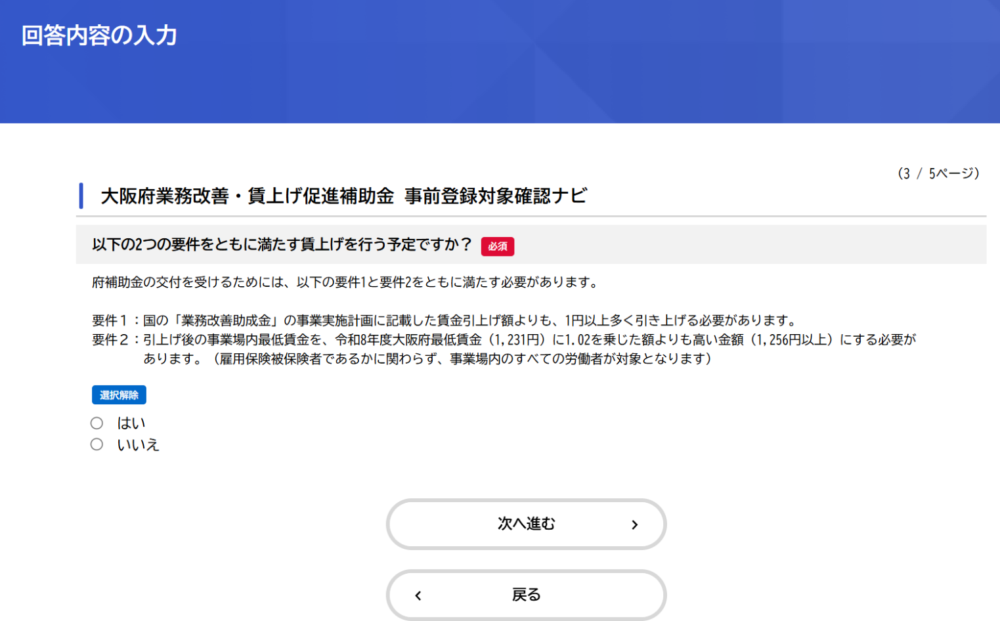 回答内容の入力
（3 / 5ページ）
大阪府業務改善・賃上げ促進補助金 事前登録対象確認ナビ
以下の2つの要件をともに満たす賃上げを行う予定ですか？ 必須
府補助金の交付を受けるためには、以下の要件1と要件2をともに満たす必要があります。
要件１：国の「業務改善助成金」の事業実施計画に記載した賃金引上げ額よりも、1円以上多く引き上げる必要があります。
要件２：引上げ後の事業場内最低賃金を、令和8年度大阪府最低賃金（1,231円）に1.02を乗じた額よりも高い金額（1,256円以上）にする必要が
あります。（雇用保険被保険者であるかに関わらず、事業場内のすべての労働者が対象となります）
選択解除
はい
いいえ
次へ進む
戻る